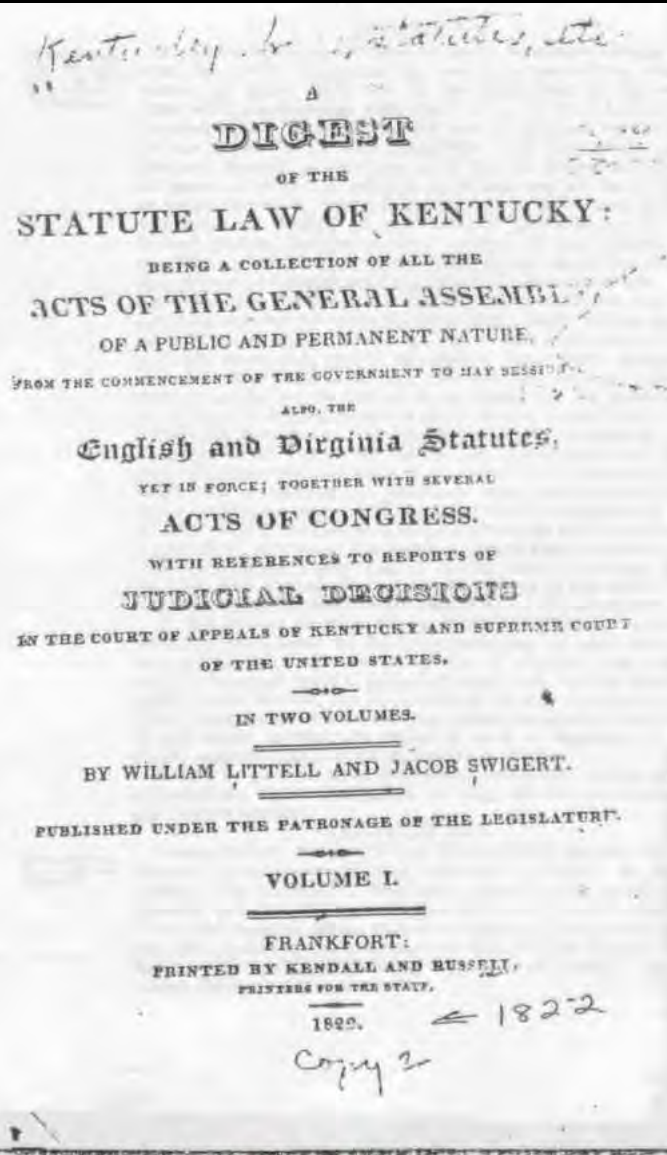 Kentucky. statutes, etc.
A
DIGEST
OF THE
STATUTE LAW OF KENTUCKY:
BEING A COLLECTION OF ALL THE
ACTS OF THE GENERAL ASSEMBL
OF A PUBLIC AND PERMANENT NATURE,
FROM THE COMMENCEMENT OF THE GOVERNMENT TO MAY SESSION
ALSO, THE
English and Virginia Statutes,
YET IN FORCE; TOGETHER WITH SEVERAL
ACTS OF CONGRESS.
WITH REFERENCES TO REPORTS OF
JUDICIAL DECISIONS
IN THE COURT OF APPEALS OF KENTUCKY AND SUPREME COURT
OF THE UNITED STATES.
IN TWO VOLUMES.
BY WILLIAM LITTELL AND JACOB SWIGERT.
PUBLISHED UNDER THE PATRONAGE OF THE LEGISLATURE.
VOLUME I.
FRANKFORT:
PRINTED BY KENDALL AND RUSSELL,
PRINTERS FOR THE STATE.
1822. ← 1822
Copy 2